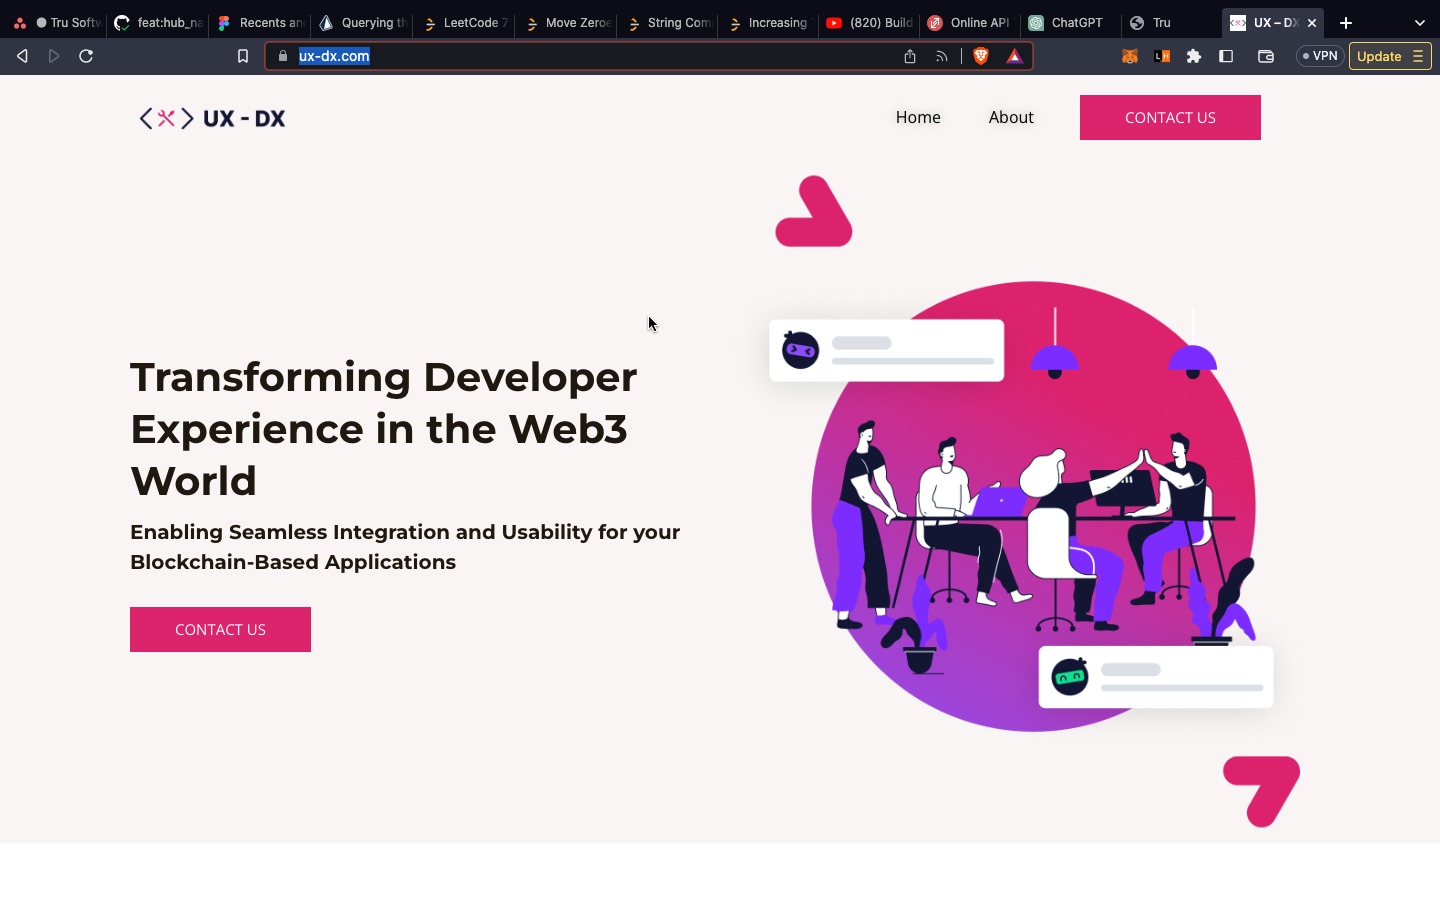 Tru Softw
feat:hub_na
Recents an
Querying th
LeetCode 7
Move Zeroe
String Com
Increasing
(820) Build
Online API
ChatGPT
Tru
UX – DX
ux-dx.com
VPN
Update
UX - DX
Home
About
CONTACT US
Transforming Developer
Experience in the Web3
World
Enabling Seamless Integration and Usability for your
Blockchain-Based Applications
CONTACT US